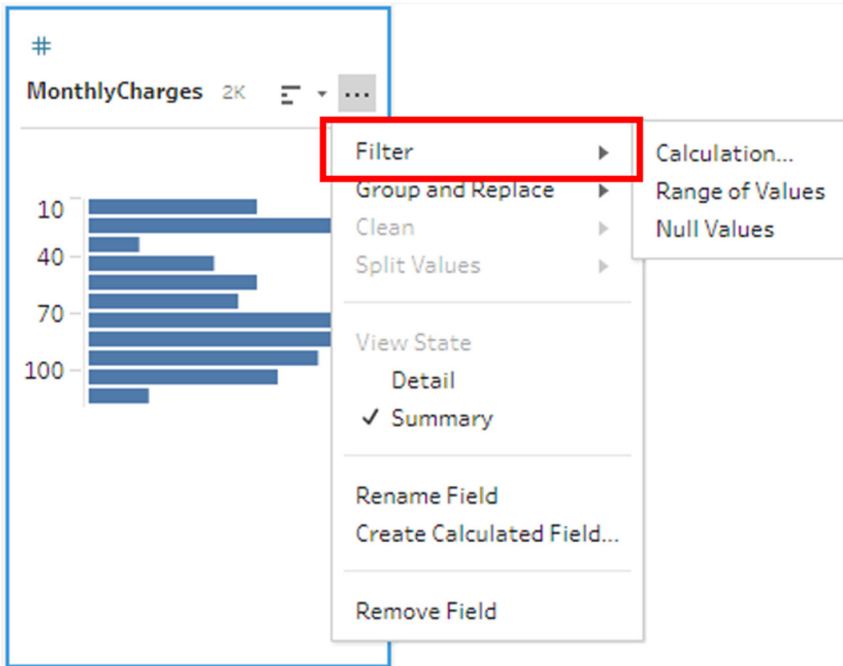 #
MonthlyCharges 2K ...
10
40
70
100
Filter
Group and Replace
Clean
Split Values
View State
Detail
✓ Summary
Rename Field
Create Calculated Field...
Remove Field
Calculation...
Range of Values
Null Values